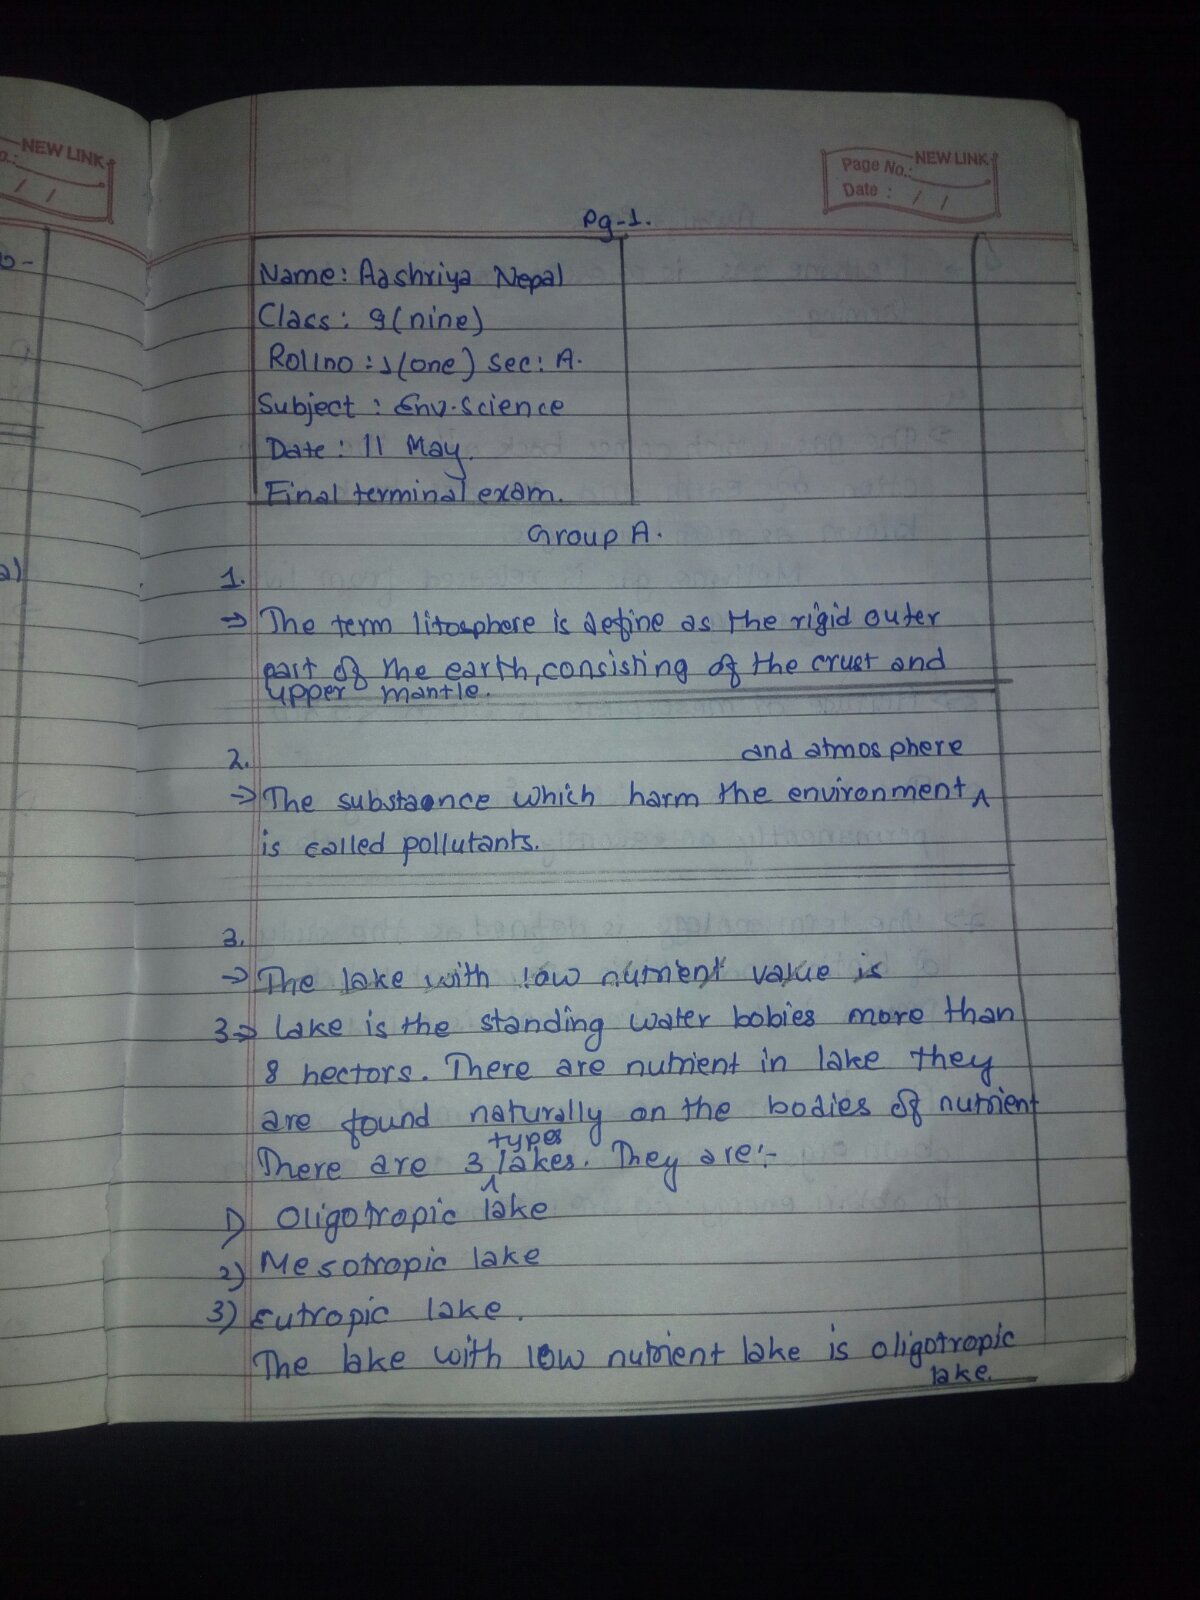 NEW LINK
NEW LINK
Page No.:
Date : / /
Pg-1.
Name: Aashriya Nepal
Class: 9(nine)
Rollno : 1(one) sec: A.
Subject : Env.science
Date : 11 May.
Final terminal exam.
Group A.
1.
→ The term litosphere is define as the rigid outer
part of the earth, consisting of the crust and
upper mantle.
2.
and atmosphere
→ The substaonce which harm the environment ^
is called pollutants.
3.
→ The lake with low nutrient value is
3→ lake is the standing water bobies more than
8 hectors. There are nutrient in lake they
are found naturally on the bodies of nutrient
types
There are 3 ^ lakes. They are:-
1) Oligotropic lake
2) Mesotropic lake
3) Eutropic lake.
The lake with low nutrient lake is oligotropic
lake.